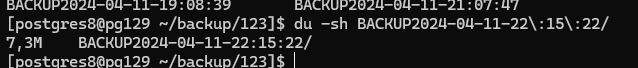 BACKUP2024-04-11-19:08:39 BACKUP2024-04-11-21:07:47
[postgres8@pg129 ~/backup/123]$ du -sh BACKUP2024-04-11-22\:15\:22/
7,3M BACKUP2024-04-11-22:15:22/
[postgres8@pg129 ~/backup/123]$